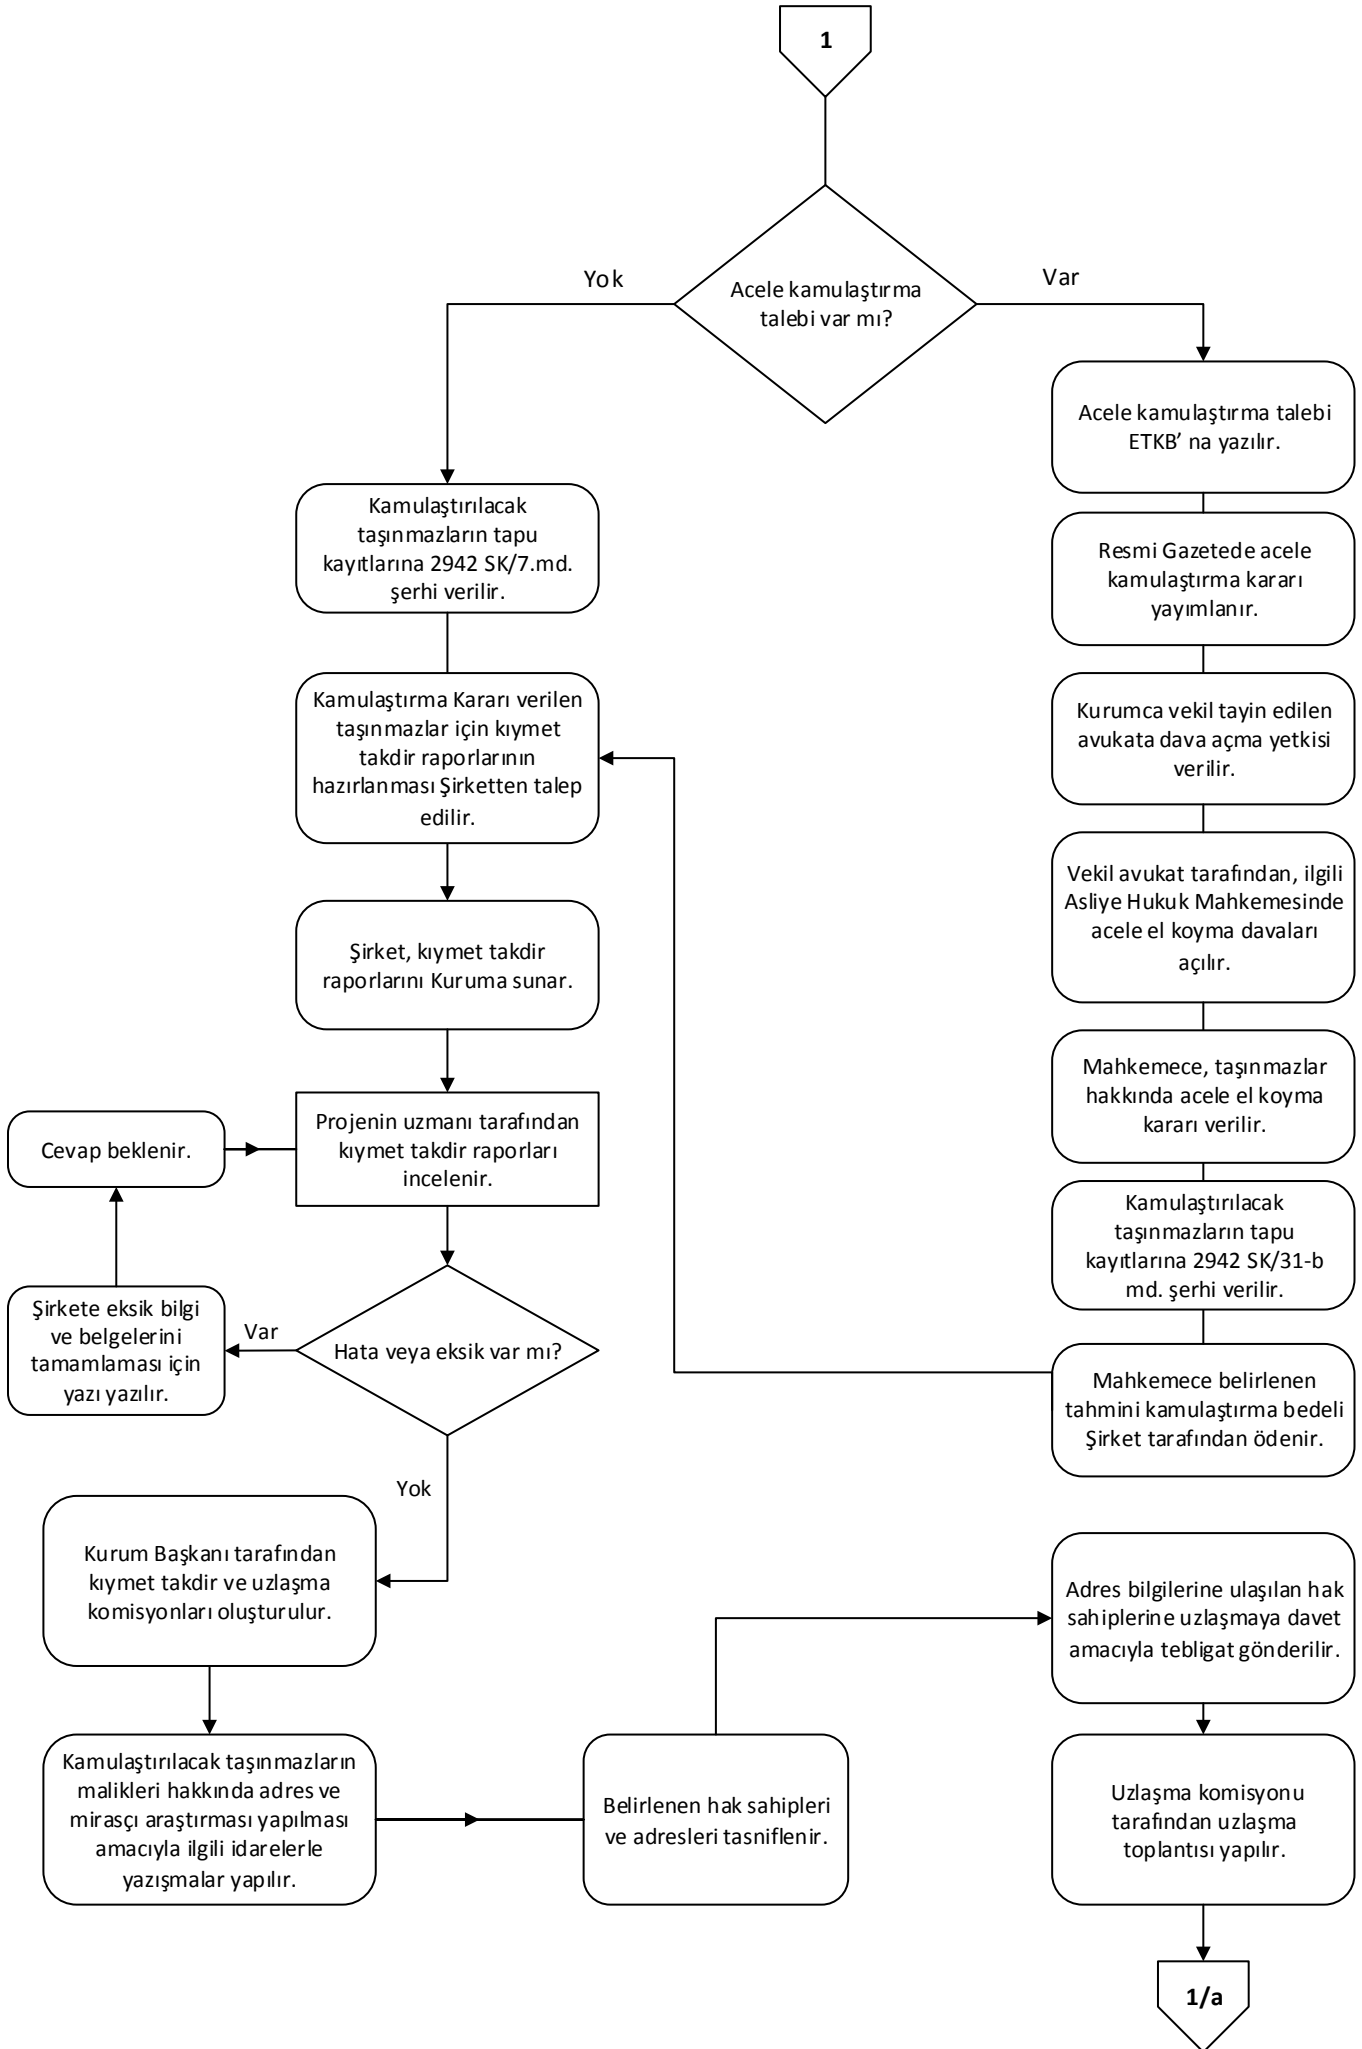 1
Acele kamulaştırma
talebi var mı?
Yok
Var
Kamulaştırılacak
taşınmazların tapu
kayıtlarına 2942 SK/7.md.
şerhi verilir.
Kamulaştırma Kararı verilen
taşınmazlar için kıymet
takdir raporlarının
hazırlanması Şirketten talep
edilir.
Şirket, kıymet takdir
raporlarını Kuruma sunar.
Projenin uzmanı tarafından
kıymet takdir raporları
incelenir.
Cevap beklenir.
Şirkete eksik bilgi
ve belgelerini
tamamlaması için
yazı yazılır.
Var
Hata veya eksik var mı?
Yok
Acele kamulaştırma talebi
ETKB’ na yazılır.
Resmi Gazetede acele
kamulaştırma kararı
yayımlanır.
Kurumca vekil tayin edilen
avukata dava açma yetkisi
verilir.
Vekil avukat tarafından, ilgili
Asliye Hukuk Mahkemesinde
acele el koyma davaları
açılır.
Mahkemece, taşınmazlar
hakkında acele el koyma
kararı verilir.
Kamulaştırılacak
taşınmazların tapu
kayıtlarına 2942 SK/31-b
md. şerhi verilir.
Mahkemece belirlenen
tahmini kamulaştırma bedeli
Şirket tarafından ödenir.
Kurum Başkanı tarafından
kıymet takdir ve uzlaşma
komisyonları oluşturulur.
Kamulaştırılacak taşınmazların
malikleri hakkında adres ve
mirasçı araştırması yapılması
amacıyla ilgili idarelerle
yazışmalar yapılır.
Belirlenen hak sahipleri
ve adresleri tasniflenir.
Adres bilgilerine ulaşılan hak
sahiplerine uzlaşmaya davet
amacıyla tebligat gönderilir.
Uzlaşma komisyonu
tarafından uzlaşma
toplantısı yapılır.
1/a